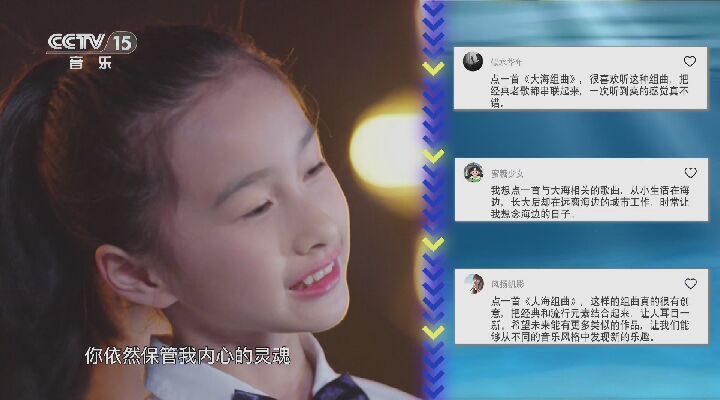 CCTV 15
音乐
点一首《大海组曲》，很喜欢听这种组曲，把
经典老歌都串联起来，一次听到爽的感觉真不
错。
蜜糖少女
我想点一首与大海相关的歌曲，从小生活在海
边，长大后却在远离海边的城市工作，时常让
我想念海边的日子。
风扬帆影
点一首《大海组曲》，这样的组曲真的很有创
意，把经典和流行元素结合起来，让人耳目一
新，希望未来能有更多类似的作品，让我们能
够从不同的音乐风格中发现新的乐趣。
你依然保管我内心的灵魂